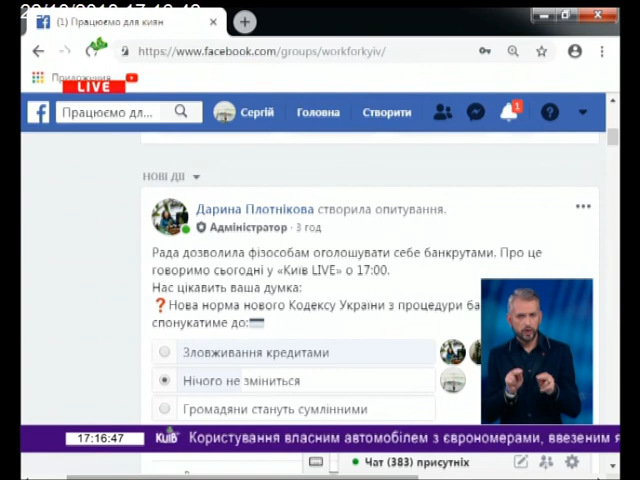 (1) Працюємо для киян
https://www.facebook.com/groups/workforkyiv/
Приложения
LIVE
Працюємо дл...
Сергій
Головна
Створити
1
НОВІ ДІЇ
Дарина Плотнікова створила опитування.
Адміністратор · 3 год
Рада дозволила фізособам оголошувати себе банкрутами. Про це
говоримо сьогодні у «Київ LIVE» о 17:00.
Нас цікавить ваша думка:
❓Нова норма нового Кодексу України з процедури ба
спонукатиме до:
Зловживання кредитами
Нічого не зміниться
Громадяни стануть сумлінними
17:16:47
КИЇВ
Користування власним автомобілем з єврономерами, ввезеним я
Чат (383) присутніх